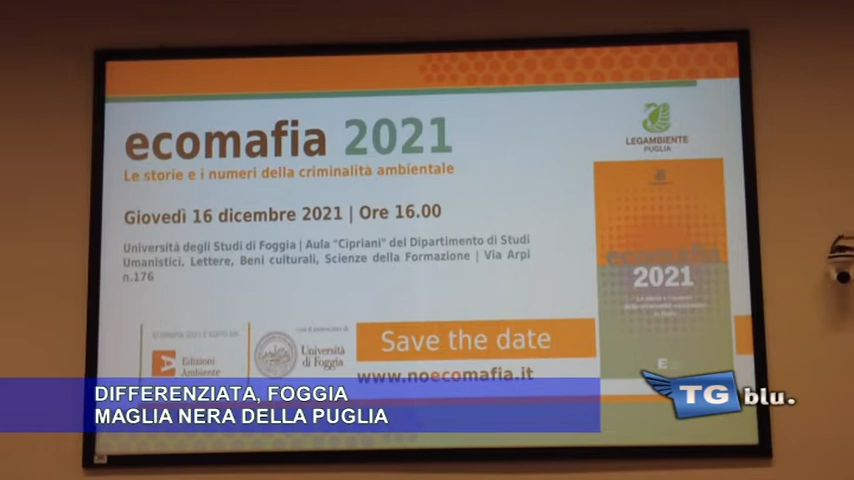 ecomafia 2021
Le storie e i numeri della criminalità ambientale
Giovedì 16 dicembre 2021 | Ore 16.00
Università degli Studi di Foggia | Aula "Cipriani" del Dipartimento di Studi
Umanistici, Lettere, Beni culturali, Scienze della Formazione | Via Arpi
n.176
LEGAMBIENTE
PUGLIA
ecomafia
2021
Edizioni
Ambiente
Università
di Foggia
Save the date
www.noecomafia.it
DIFFERENZIATA, FOGGIA
MAGLIA NERA DELLA PUGLIA
TG blu.